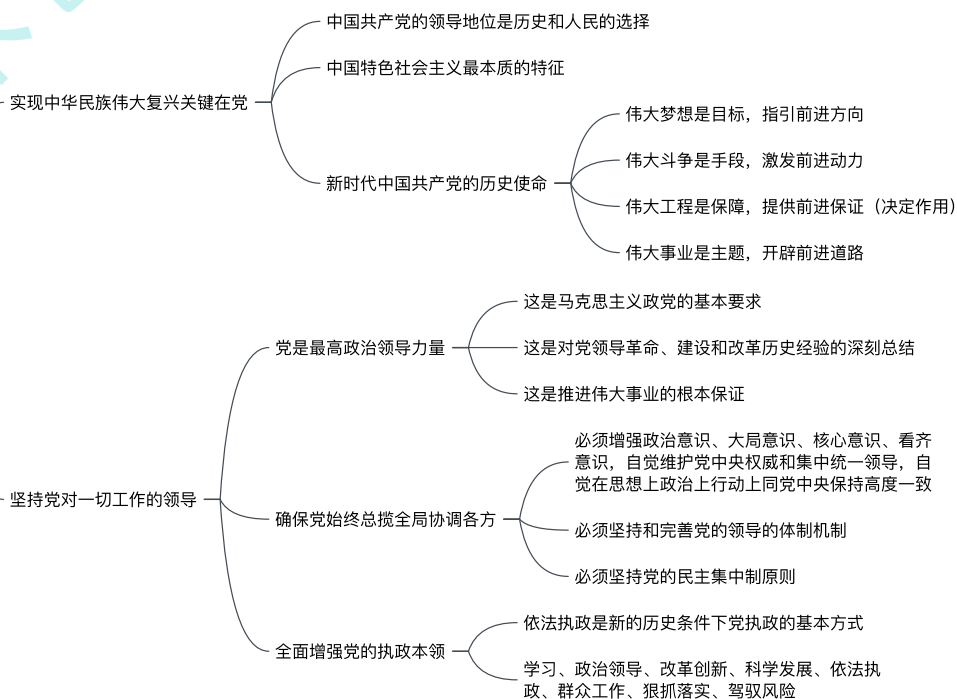 中国共产党的领导地位是历史和人民的选择
中国特色社会主义最本质的特征
实现中华民族伟大复兴关键在党
伟大梦想是目标，指引前进方向
伟大斗争是手段，激发前进动力
新时代中国共产党的历史使命
伟大工程是保障，提供前进保证（决定作用）
伟大事业是主题，开辟前进道路
这是马克思主义政党的基本要求
党是最高政治领导力量
这是对党领导革命、建设和改革历史经验的深刻总结
这是推进伟大事业的根本保证
必须增强政治意识、大局意识、核心意识、看齐
意识，自觉维护党中央权威和集中统一领导，自
觉在思想上政治上行动上同党中央保持高度一致
坚持党对一切工作的领导
确保党始终总揽全局协调各方
必须坚持和完善党的领导的体制机制
必须坚持党的民主集中制原则
依法执政是新的历史条件下党执政的基本方式
全面增强党的执政本领
学习、政治领导、改革创新、科学发展、依法执
政、群众工作、狠抓落实、驾驭风险